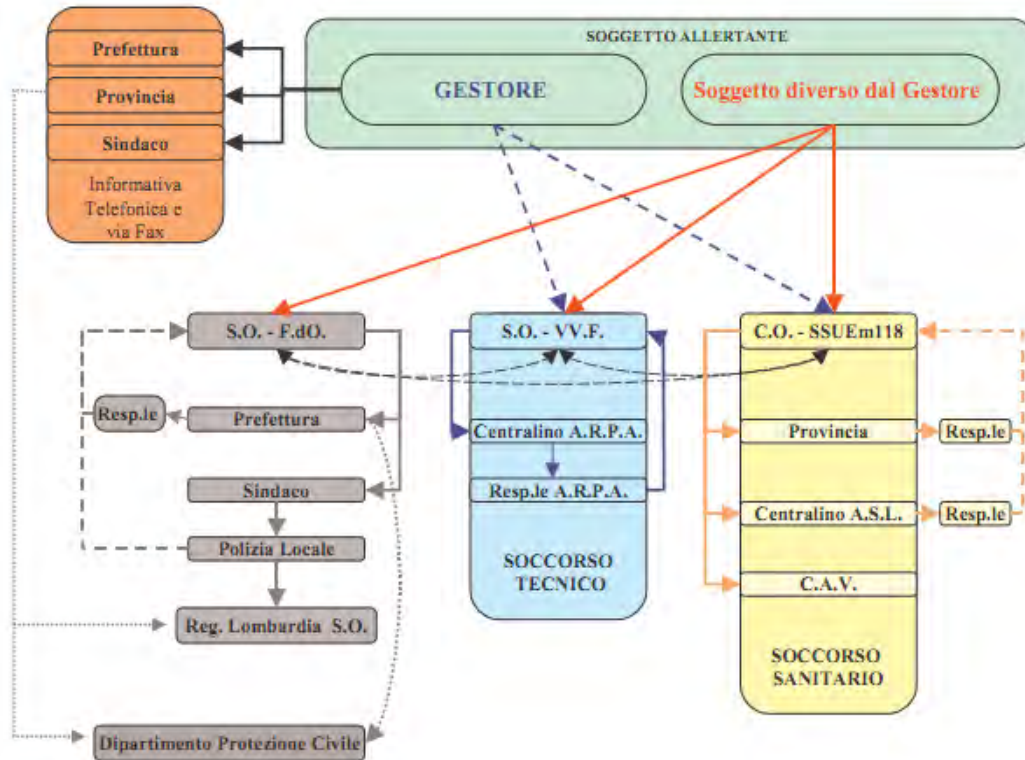 SOGGETTO ALLERTANTE
GESTORE
Soggetto diverso dal Gestore
Prefettura
Provincia
Sindaco
Informativa
Telefonica e
via Fax
S.O. - F.dO.
Resp.le
Prefettura
Sindaco
Polizia Locale
Reg. Lombardia S.O.
Dipartimento Protezione Civile
S.O. - VV.F.
Centralino A.R.P.A.
Resp.le A.R.P.A.
SOCCORSO
TECNICO
C.O. - SSUEm118
Provincia
Resp.le
Centralino A.S.L.
Resp.le
C.A.V.
SOCCORSO
SANITARIO